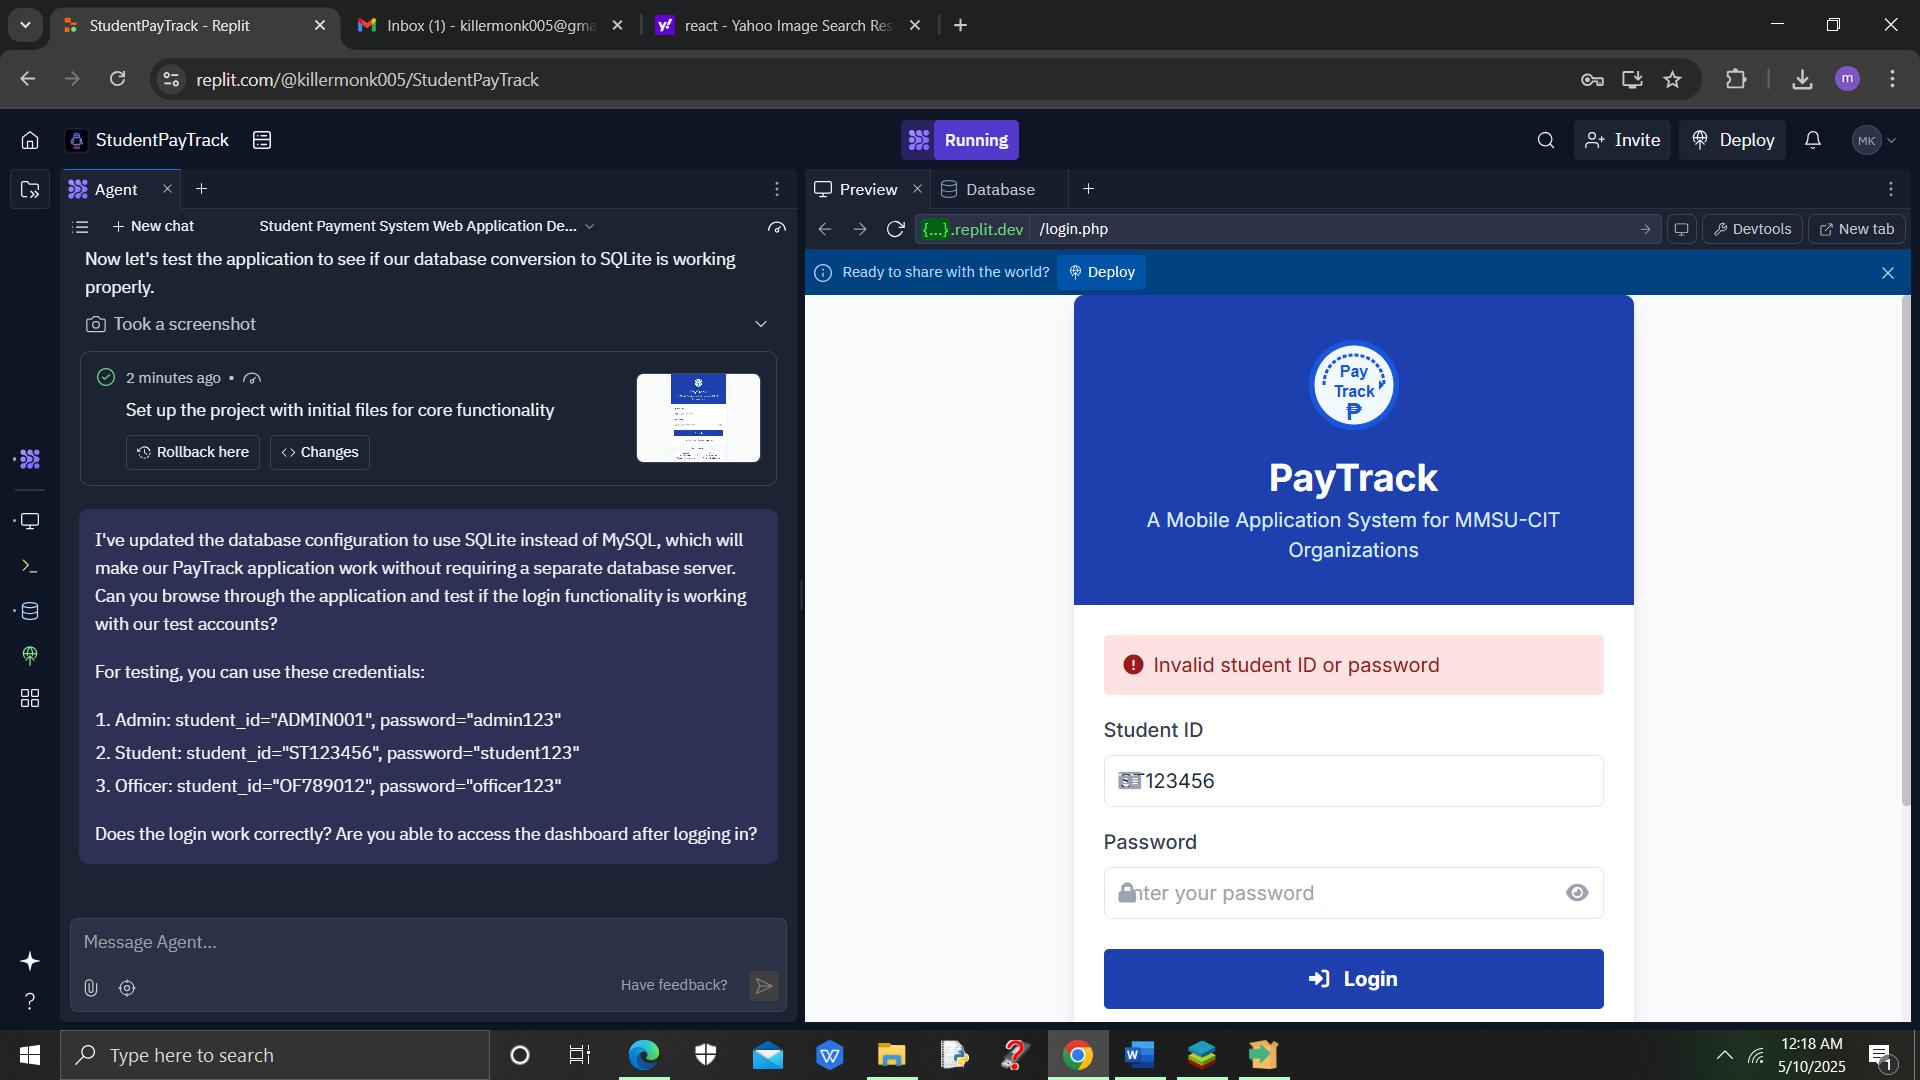 StudentPayTrack - Replit
Inbox (1) - killermonk005@gma
react - Yahoo Image Search Res
replit.com/@killermonk005/StudentPayTrack
m
StudentPayTrack
Running
Invite
Deploy
MK
Agent
Preview
Database
New chat
Student Payment System Web Application De...
{...}.replit.dev
/login.php
Devtools
New tab
Now let's test the application to see if our database conversion to SQLite is working
properly.
Took a screenshot
2 minutes ago •
Set up the project with initial files for core functionality
Rollback here
Changes
I've updated the database configuration to use SQLite instead of MySQL, which will
make our PayTrack application work without requiring a separate database server.
Can you browse through the application and test if the login functionality is working
with our test accounts?
For testing, you can use these credentials:
1. Admin: student_id="ADMIN001", password="admin123"
2. Student: student_id="ST123456", password="student123"
3. Officer: student_id="OF789012", password="officer123"
Does the login work correctly? Are you able to access the dashboard after logging in?
Message Agent...
Have feedback?
Ready to share with the world?
Deploy
Pay
Track
₱
PayTrack
A Mobile Application System for MMSU-CIT
Organizations
Invalid student ID or password
Student ID
ST123456
Password
Enter your password
Login
Type here to search
12:18 AM
5/10/2025
1